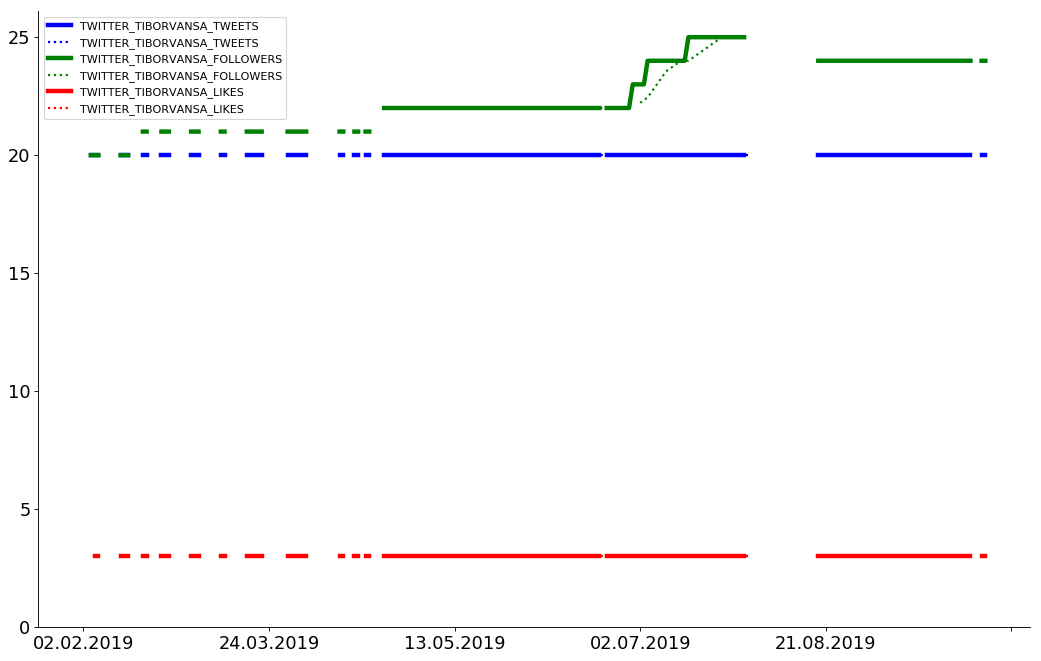 25
20
15
10
5
0
TWITTER_TIBORVANSA_TWEETS
TWITTER_TIBORVANSA_TWEETS
TWITTER_TIBORVANSA_FOLLOWERS
TWITTER_TIBORVANSA_FOLLOWERS
TWITTER_TIBORVANSA_LIKES
TWITTER_TIBORVANSA_LIKES
02.02.2019 24.03.2019 13.05.2019 02.07.2019 21.08.2019